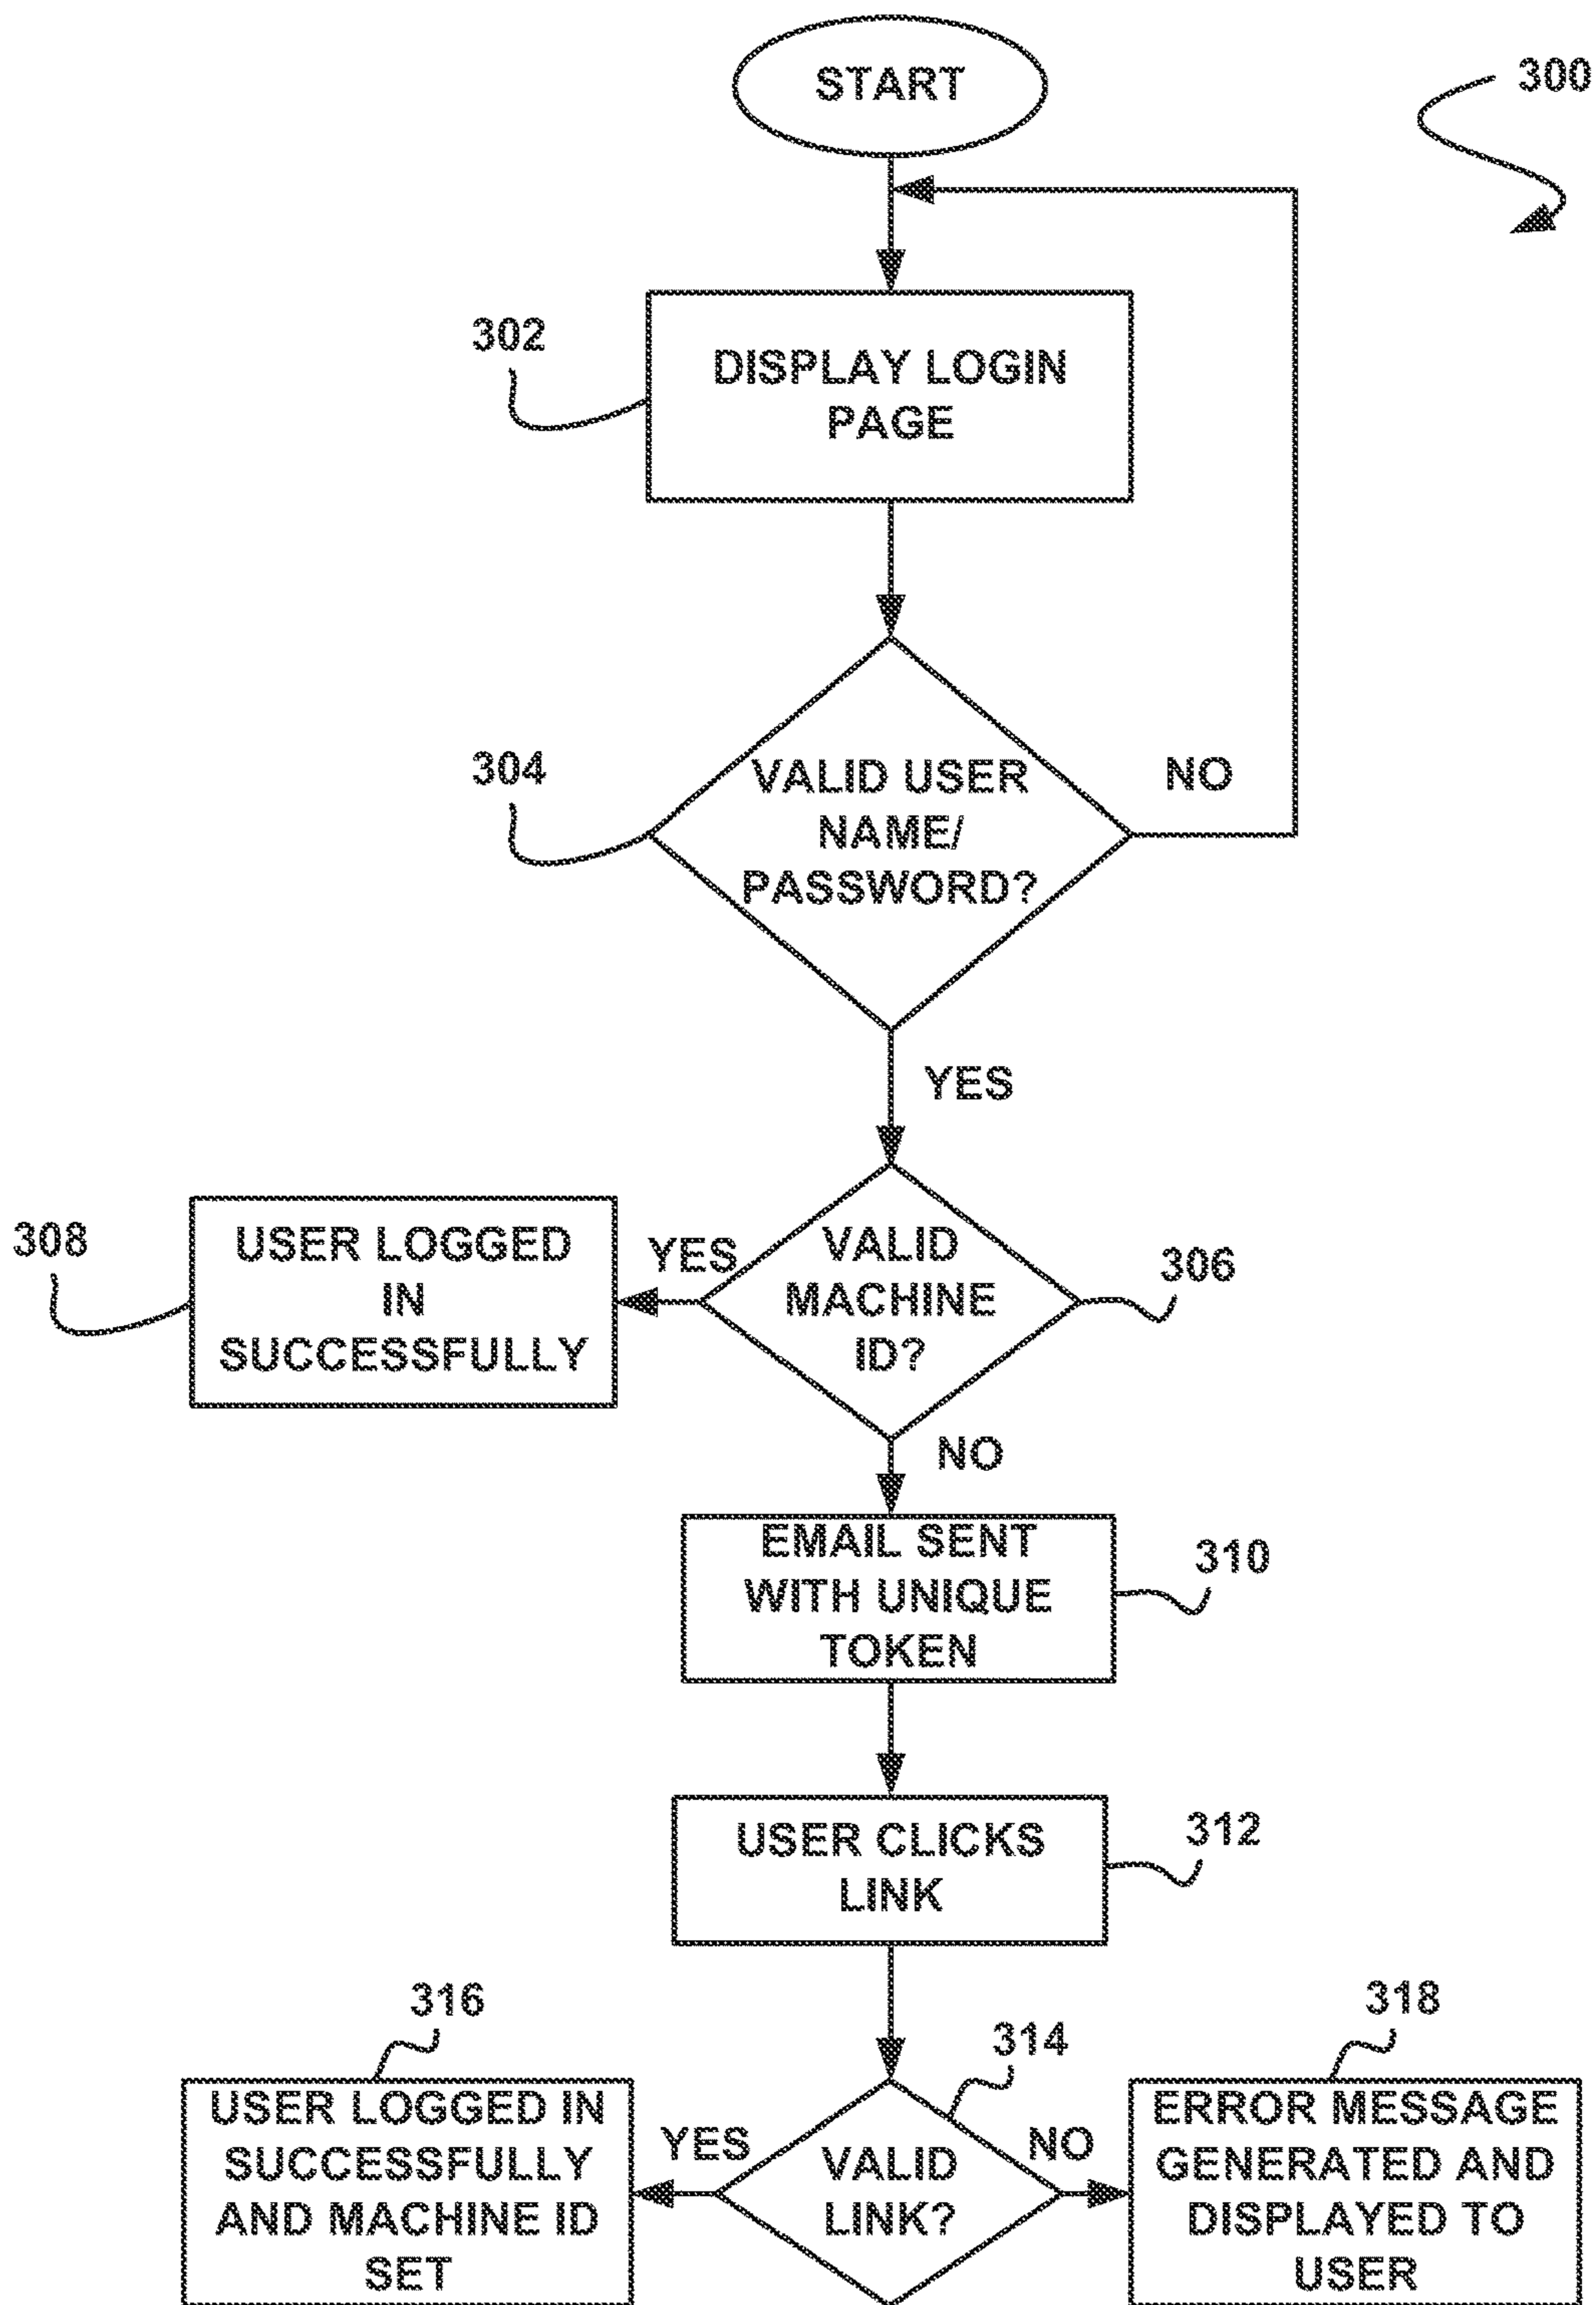 START
300
302
DISPLAY LOGIN
PAGE
304
VALID USER
NAME/
PASSWORD?
NO
YES
308
USER LOGGED
IN
SUCCESSFULLY
YES
VALID
MACHINE
ID?
306
NO
EMAIL SENT
WITH UNIQUE
TOKEN
310
USER CLICKS
LINK
312
316
314
318
USER LOGGED IN
SUCCESSFULLY
AND MACHINE ID
SET
YES
VALID
LINK?
NO
ERROR MESSAGE
GENERATED AND
DISPLAYED TO
USER